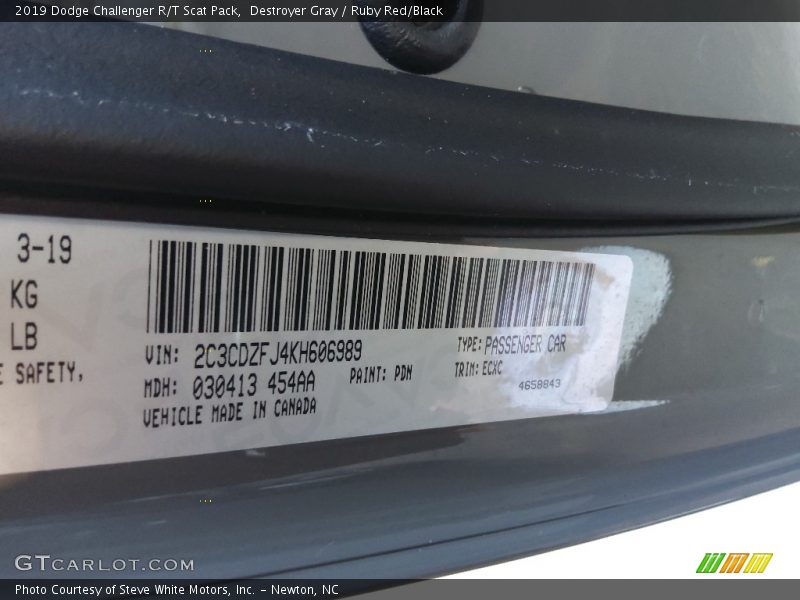 2019 Dodge Challenger R/T Scat Pack, Destroyer Gray / Ruby Red/Black
3-19
KG
LB
SAFETY,
VIN: 2C3CDZFJ4KH606989
MDH: 030413 454AA
PAINT: PDN
VEHICLE MADE IN CANADA
TYPE: PASSENGER CAR
TRIM: ECXC
4658843
GTCARLOT.COM
Photo Courtesy of Steve White Motors, Inc. – Newton, NC